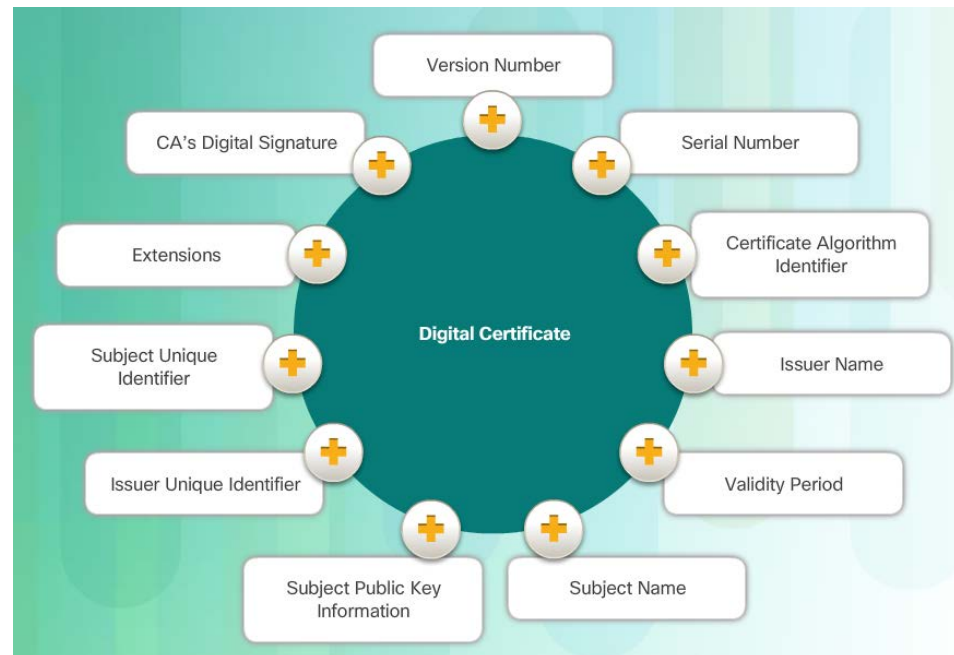 Version Number
Serial Number
Certificate Algorithm
Identifier
Issuer Name
Validity Period
Subject Name
Subject Public Key
Information
Issuer Unique Identifier
Subject Unique
Identifier
Extensions
CA's Digital Signature
Digital Certificate